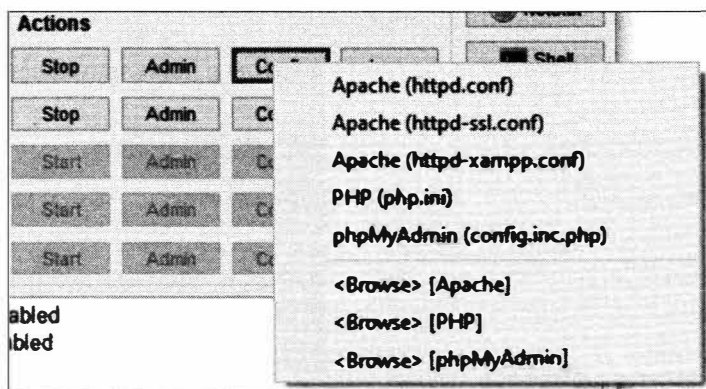 Actions
Netstat
Stop Admin Config
Shell
Apache (httpd.conf)
Stop Admin
Apache (httpd-ssl.conf)
Start Admin
Apache (httpd-xampp.conf)
PHP (php.ini)
Start Admin
phpMyAdmin (config.inc.php)
Start Admin
<Browse> [Apache]
abled
<Browse> [PHP]
bled
<Browse> [phpMyAdmin]